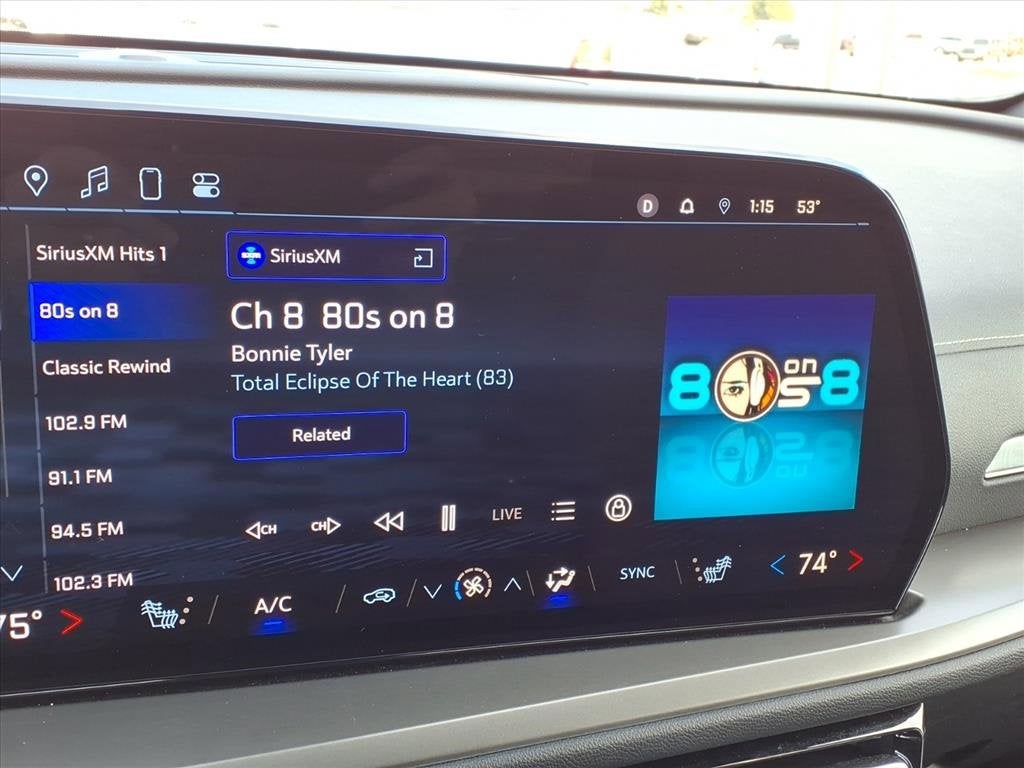 D 1:15 53°
SiriusXM Hits 1
80s on 8
Classic Rewind
102.9 FM
91.1 FM
94.5 FM
102.3 FM
SiriusXM
Ch 8 80s on 8
Bonnie Tyler
Total Eclipse Of The Heart (83)
Related
CH CH LIVE
80s on 8
75° A/C SYNC 74°